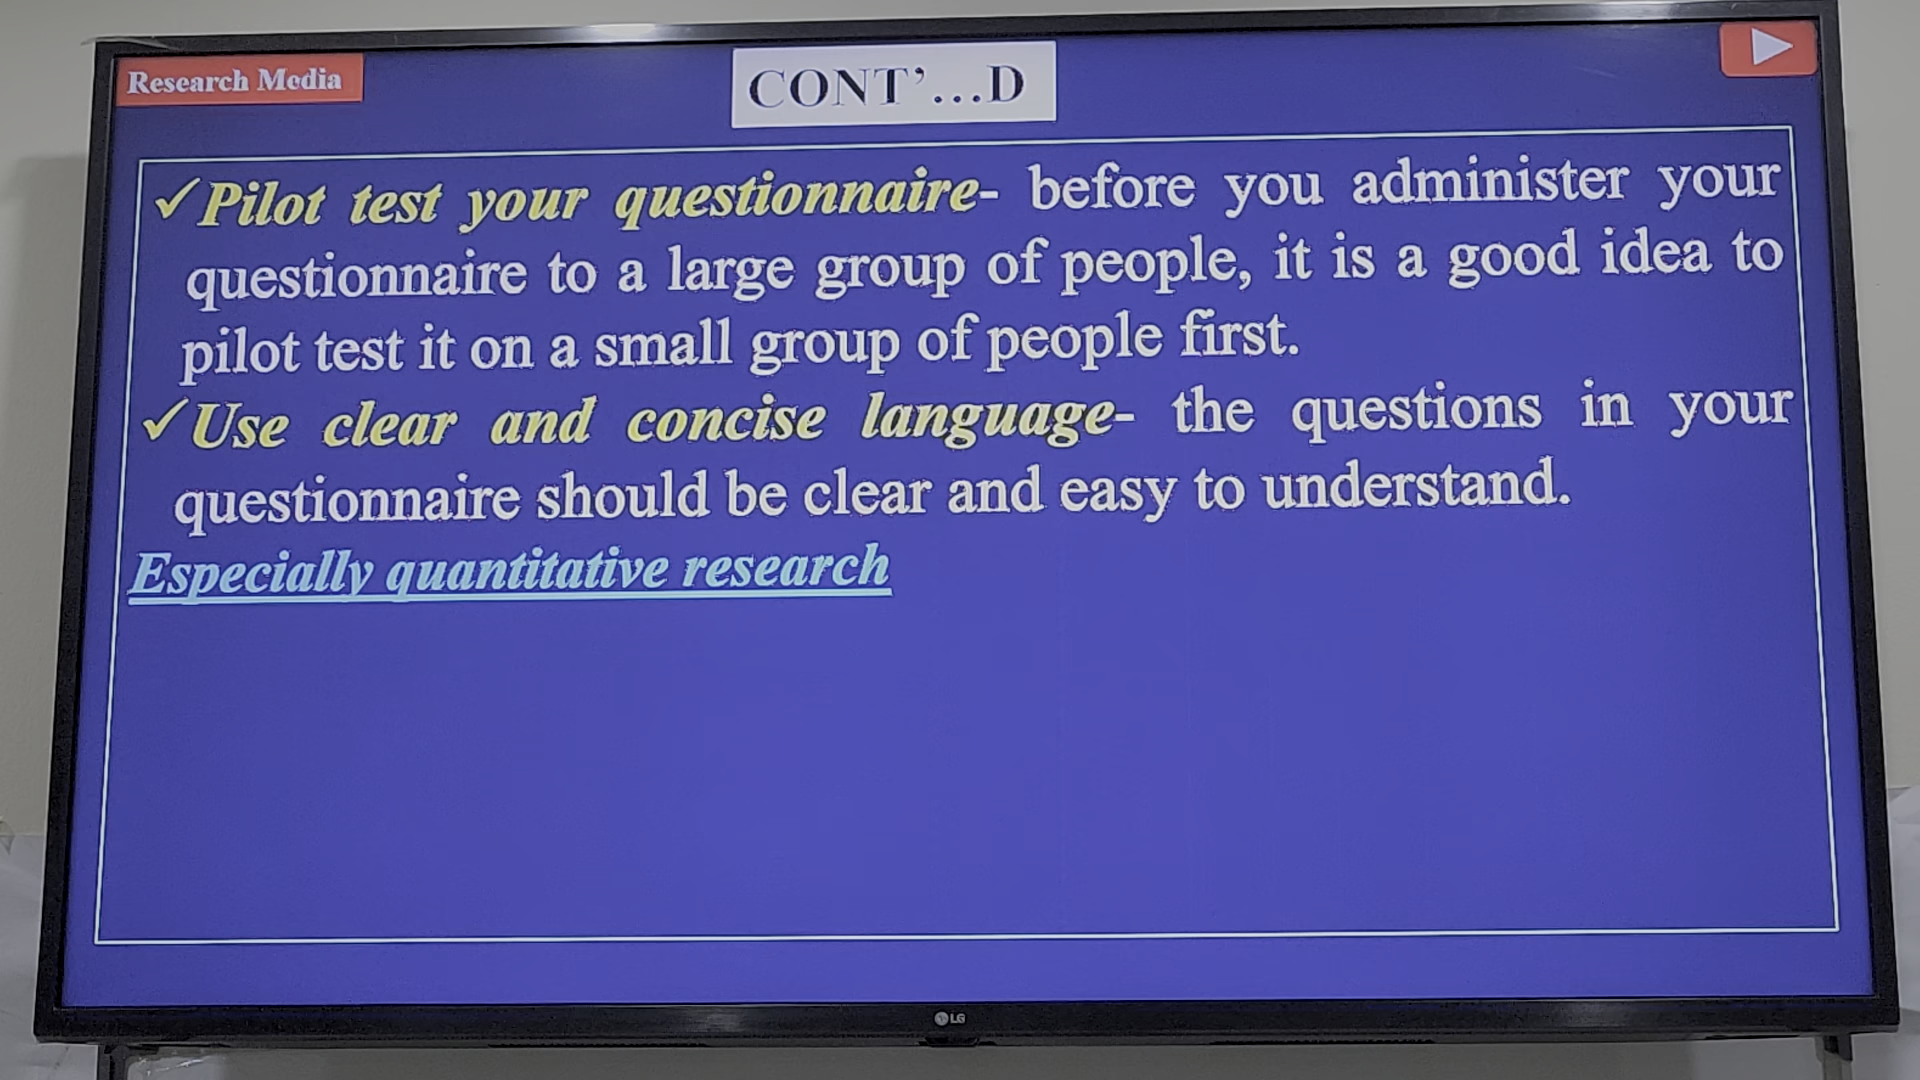 Research Media
CONT’…D
✓Pilot test your questionnaire- before you administer your
questionnaire to a large group of people, it is a good idea to
pilot test it on a small group of people first.
✓Use clear and concise language- the questions in your
questionnaire should be clear and easy to understand.
Especially quantitative research
LG